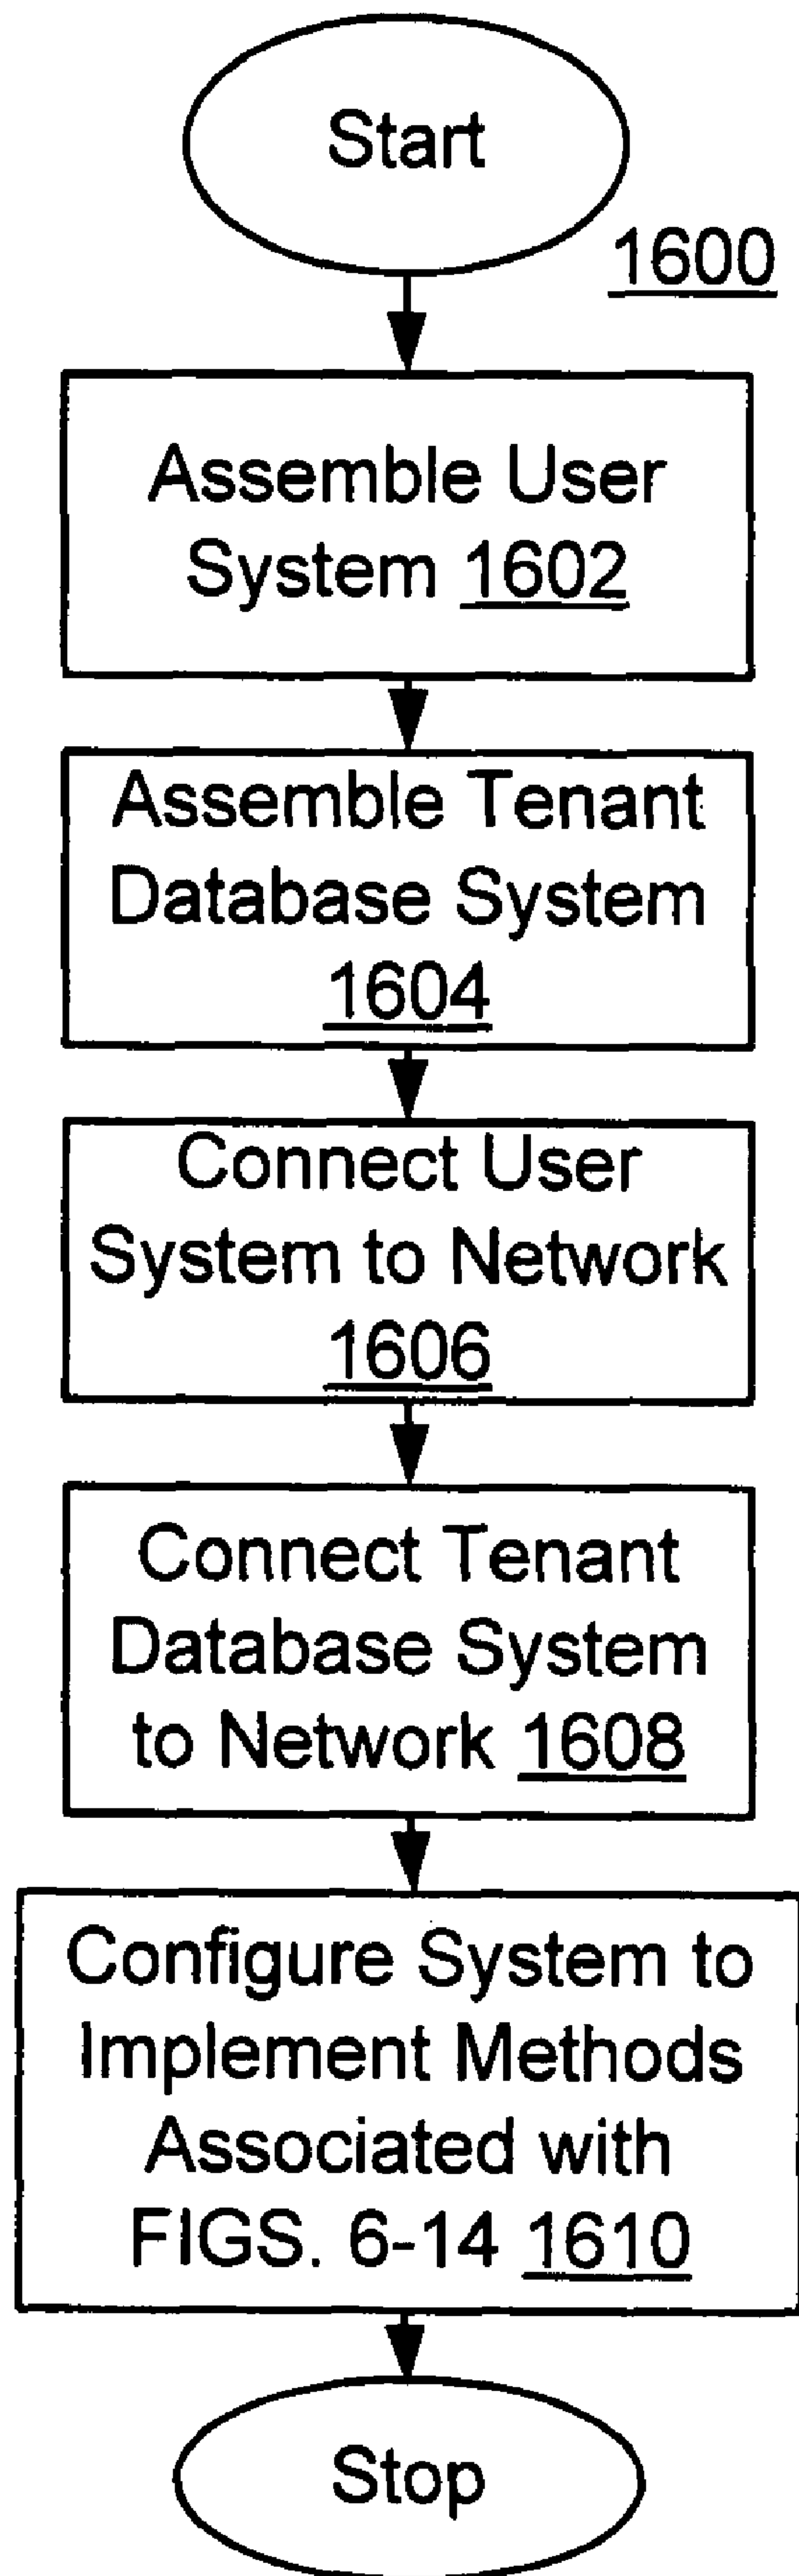 Start
1600
Assemble User
System 1602
Assemble Tenant
Database System
1604
Connect User
System to Network
1606
Connect Tenant
Database System
to Network 1608
Configure System to
Implement Methods
Associated with
FIGS. 6-14 1610
Stop